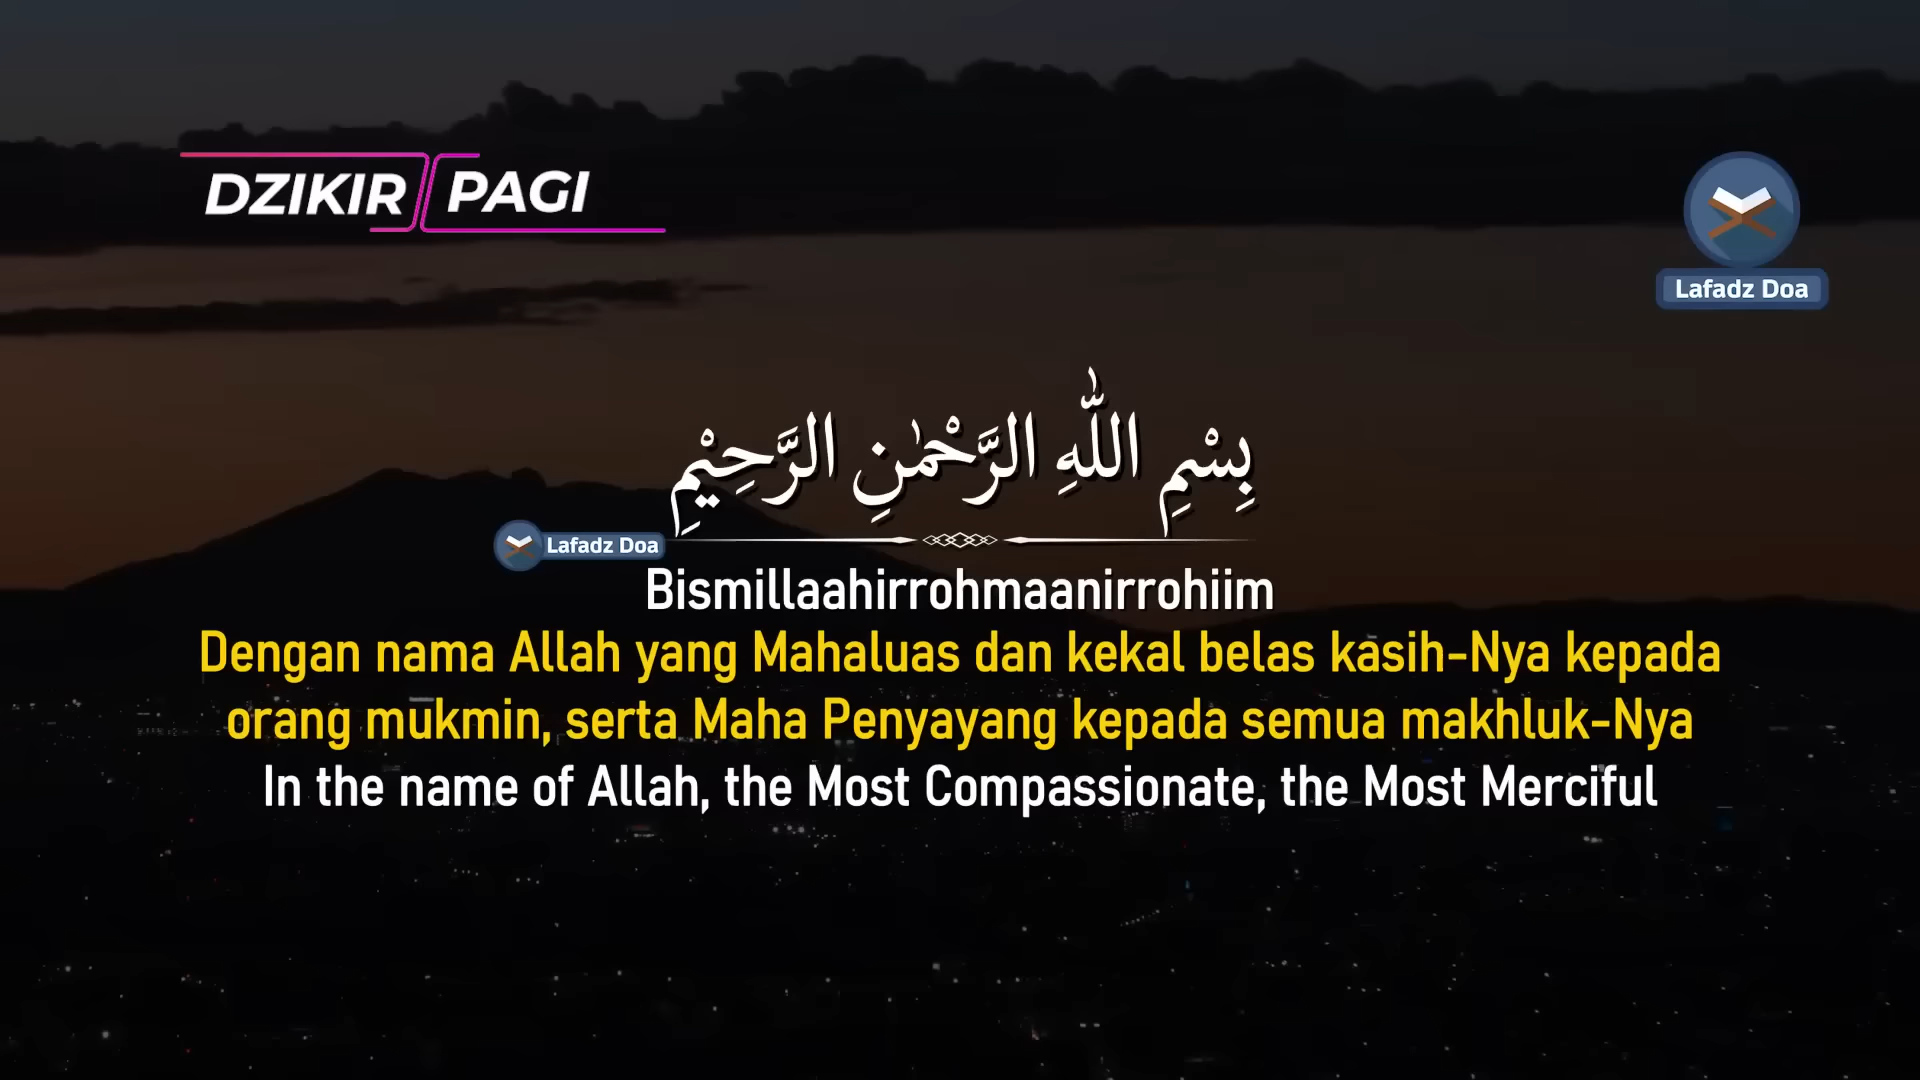 DZIKIR PAGI
Lafadz Doa
بِسْمِ اللّٰهِ الرَّحْمٰنِ الرَّحِيْمِ
Lafadz Doa
Bismillaahirrohmaanirrohiim
Dengan nama Allah yang Mahaluas dan kekal belas kasih-Nya kepada
orang mukmin, serta Maha Penyayang kepada semua makhluk-Nya
In the name of Allah, the Most Compassionate, the Most Merciful